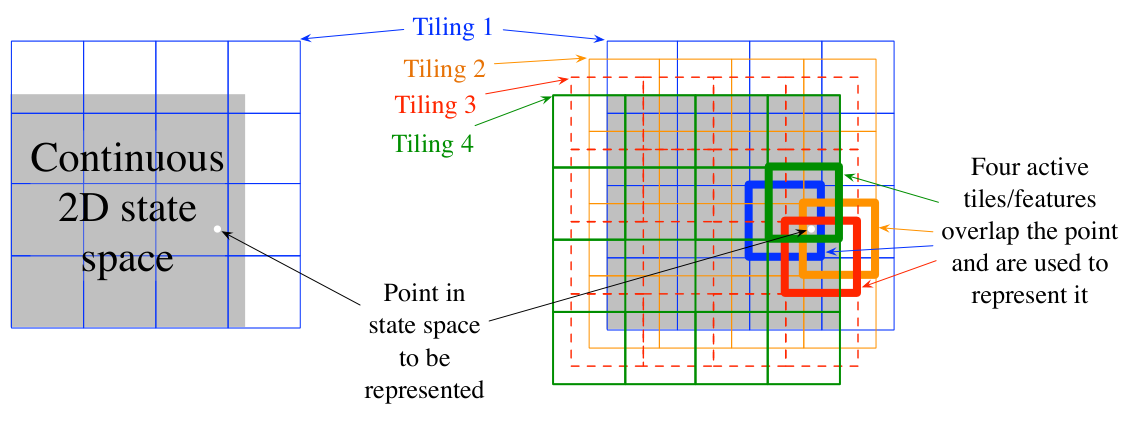 Tiling 1
Tiling 2
Tiling 3
Tiling 4
Continuous
2D state
space
Point in
state space
to be
represented
Four active
tiles/features
overlap the point
and are used to
represent it